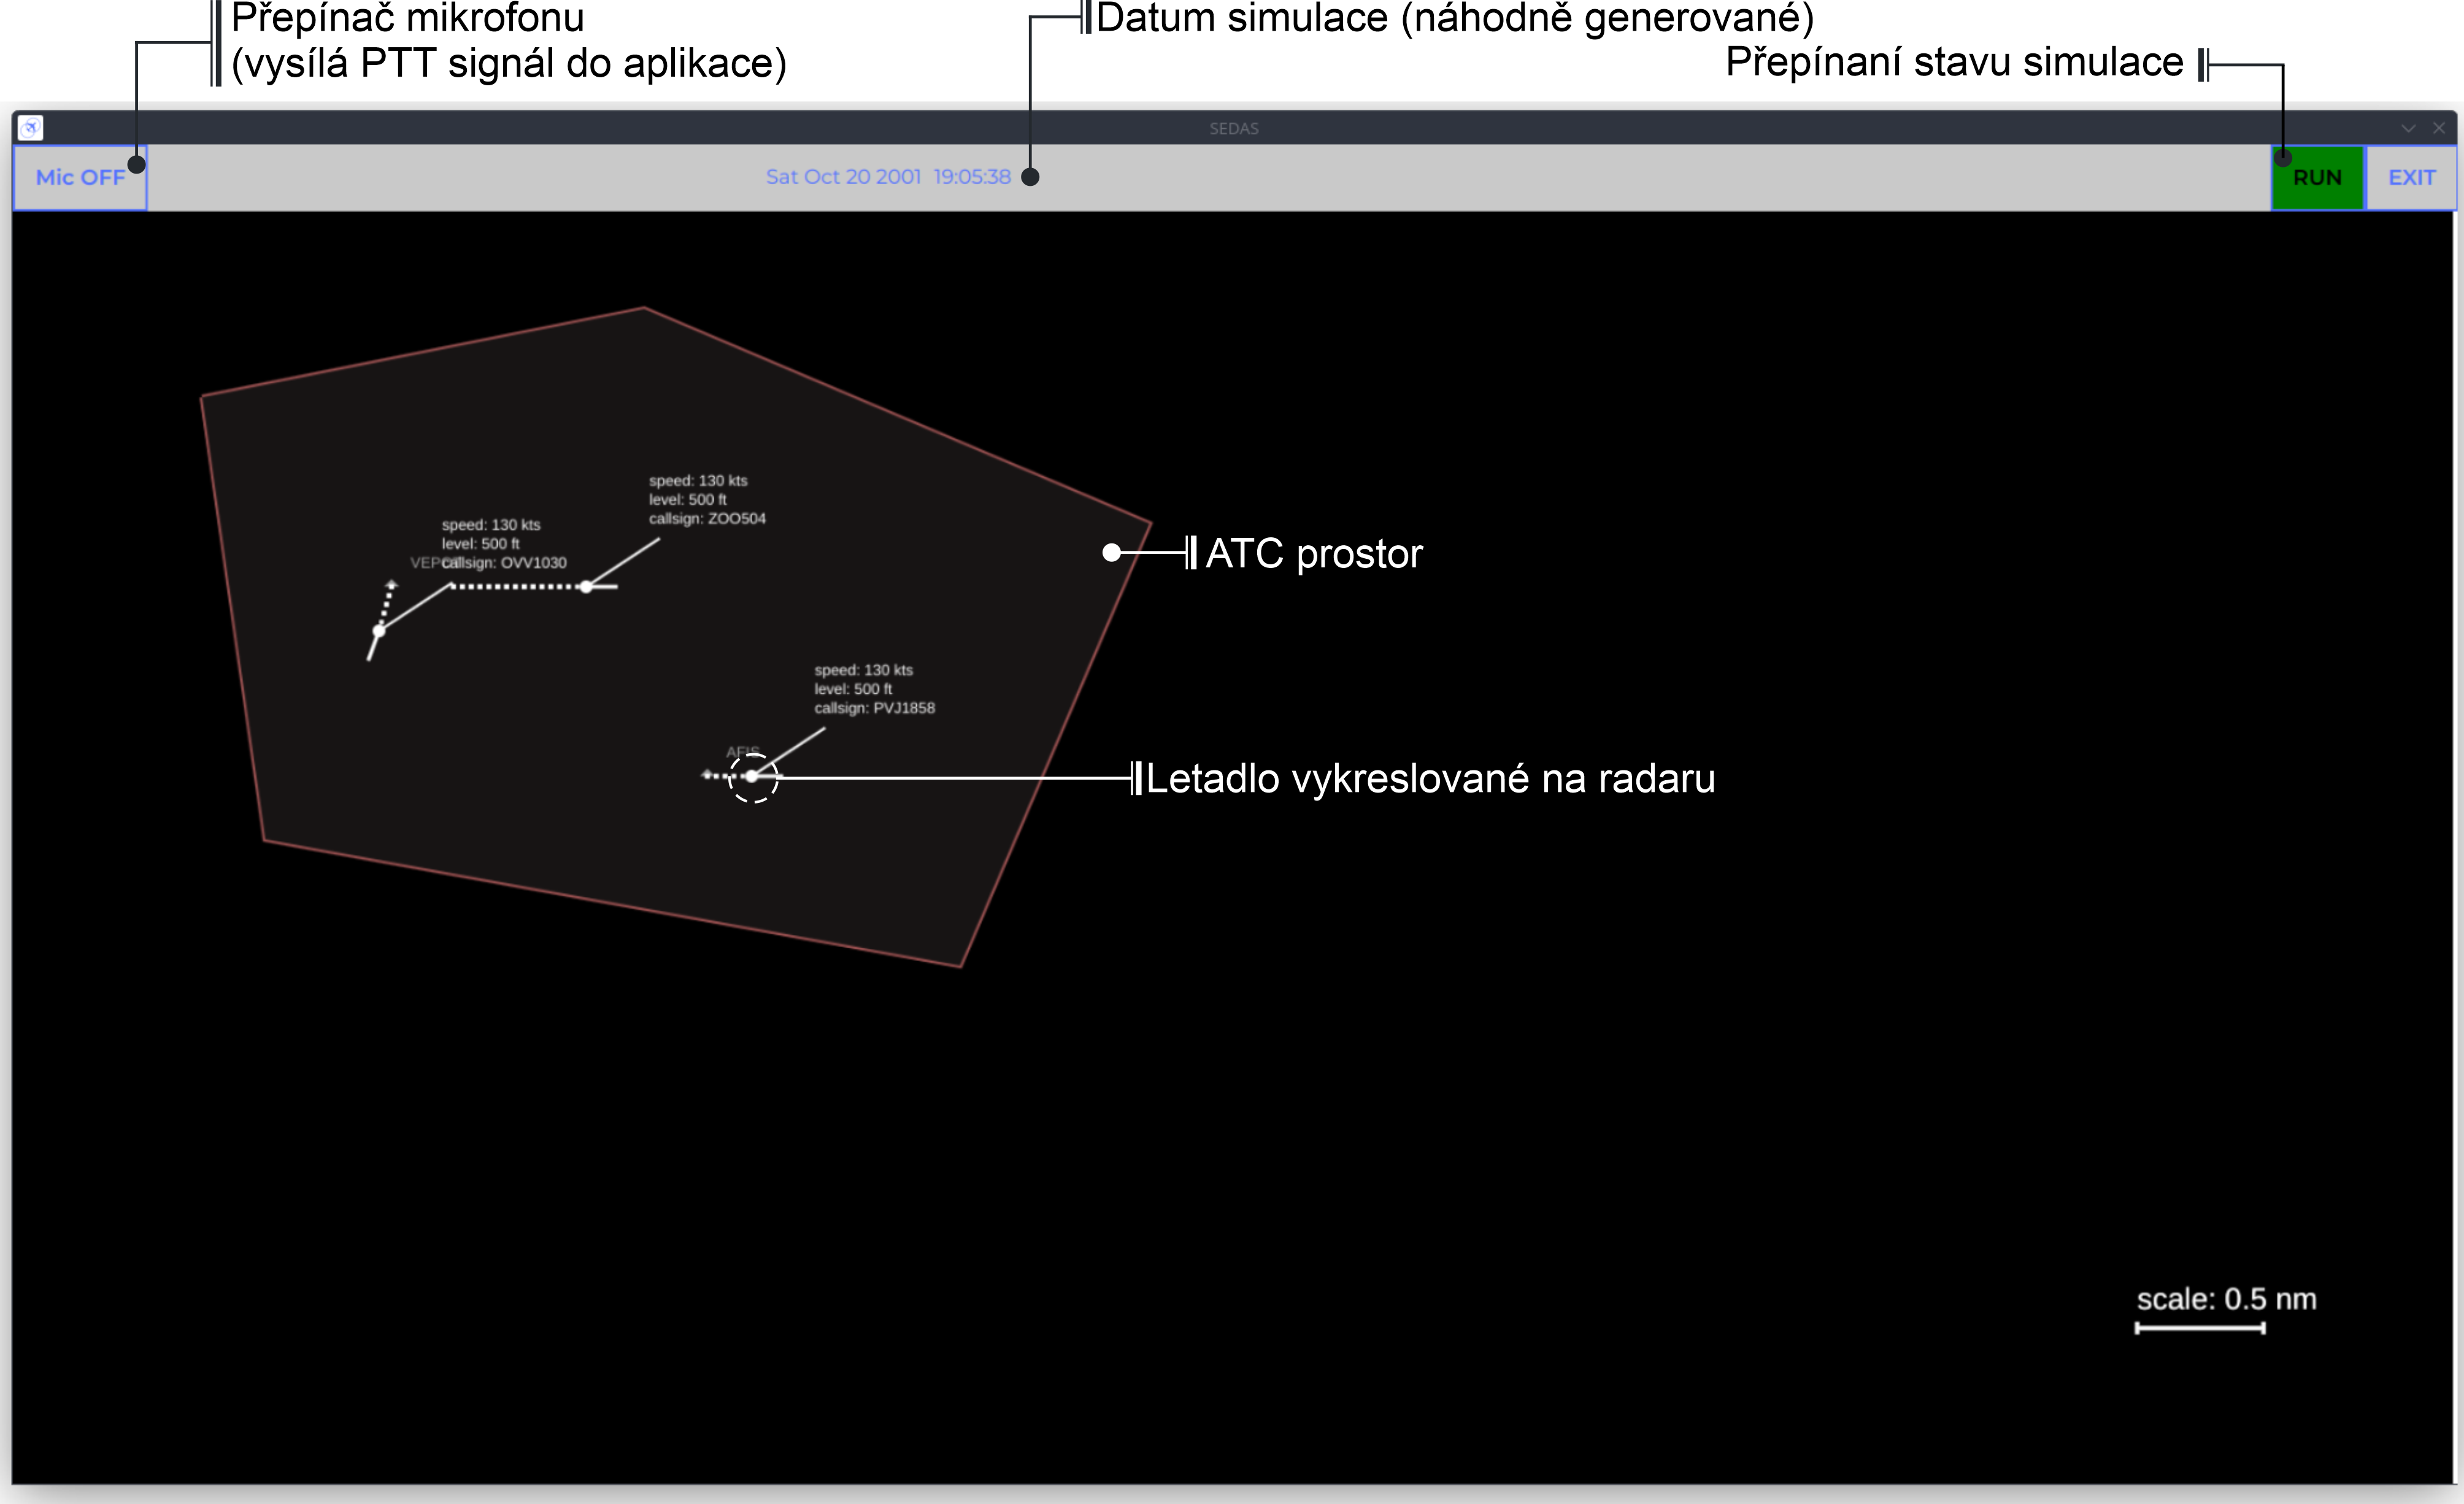 Přepínač mikrofonu
(vysílá PTT signál do aplikace)
Datum simulace (náhodně generované)
Přepínaní stavu simulace
SEDAS
Mic OFF
Sat Oct 20 2001 19:05:38
RUN
EXIT
speed: 130 kts
level: 500 ft
callsign: ZOO504
speed: 130 kts
level: 500 ft
callsign: OVV1030
ATC prostor
speed: 130 kts
level: 500 ft
callsign: PVJ1858
AFIS
Letadlo vykreslované na radaru
scale: 0.5 nm